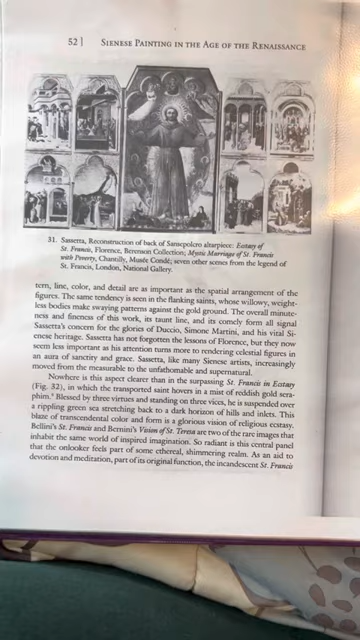 52 | SIENESE PAINTING IN THE AGE OF THE RENAISSANCE
31. Sassetta, Reconstruction of back of Sansepolcro altarpiece: Ecstasy of
St. Francis, Florence, Berenson Collection; Mystic Marriage of St. Francis
with Poverty, Chantilly, Musée Condé; seven other scenes from the legend of
St. Francis, London, National Gallery.
tern, line, color, and detail are as important as the spatial arrangement of the
figures. The same tendency is seen in the flanking saints, whose willowy, weight-
less bodies make swaying patterns against the gold ground. The overall minute-
ness and fineness of this work, its taut line, and its comely form all signal
Sassetta's concern for the glories of Duccio, Simone Martini, and his vital Si-
enese heritage. Sassetta has not forgotten the lessons of Florence, but they now
seem less important as his attention turns more to rendering celestial figures in
an aura of sanctity and grace. Sassetta, like many Sienese artists, increasingly
moved from the measurable to the unfathomable and supernatural.
Nowhere is this aspect clearer than in the surpassing St. Francis in Ecstasy
(Fig. 32), in which the transported saint hovers in a mist of reddish gold sera-
phim. Blessed by three virtues and standing on three vices, he is suspended over
a rippling green sea stretching back to a dark horizon of hills and inlets. This
blaze of transcendental color and form is a glorious vision of religious ecstasy.
Bellini's St. Francis and Bernini's Vision of St. Teresa are two of the rare images that
inhabit the same world of inspired imagination. So radiant is this central panel
that the onlooker feels part of some ethereal, shimmering realm. As an aid to
devotion and meditation, part of its original function, the incandescent St. Francis